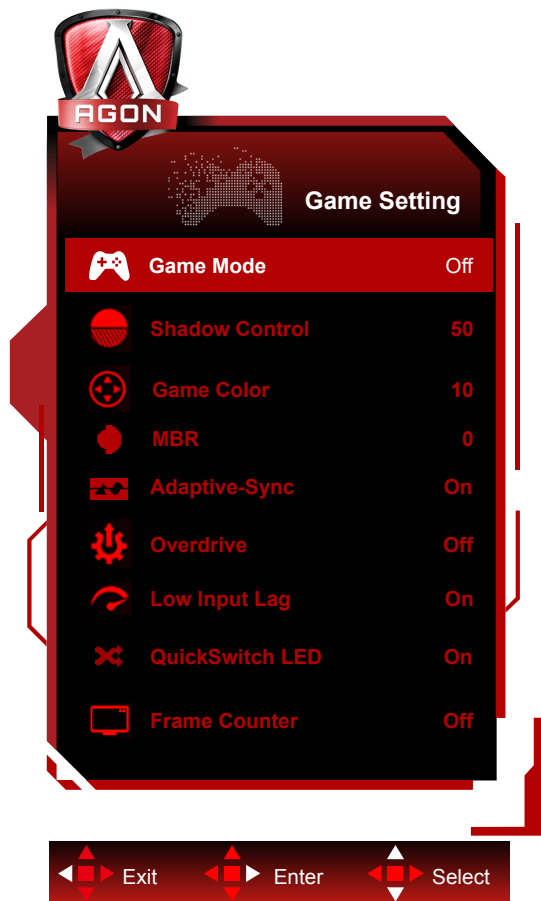 AGON
Game Setting
Game Mode Off
Shadow Control 50
Game Color 10
MBR 0
Adaptive-Sync On
Overdrive Off
Low Input Lag On
QuickSwitch LED On
Frame Counter Off
Exit Enter Select